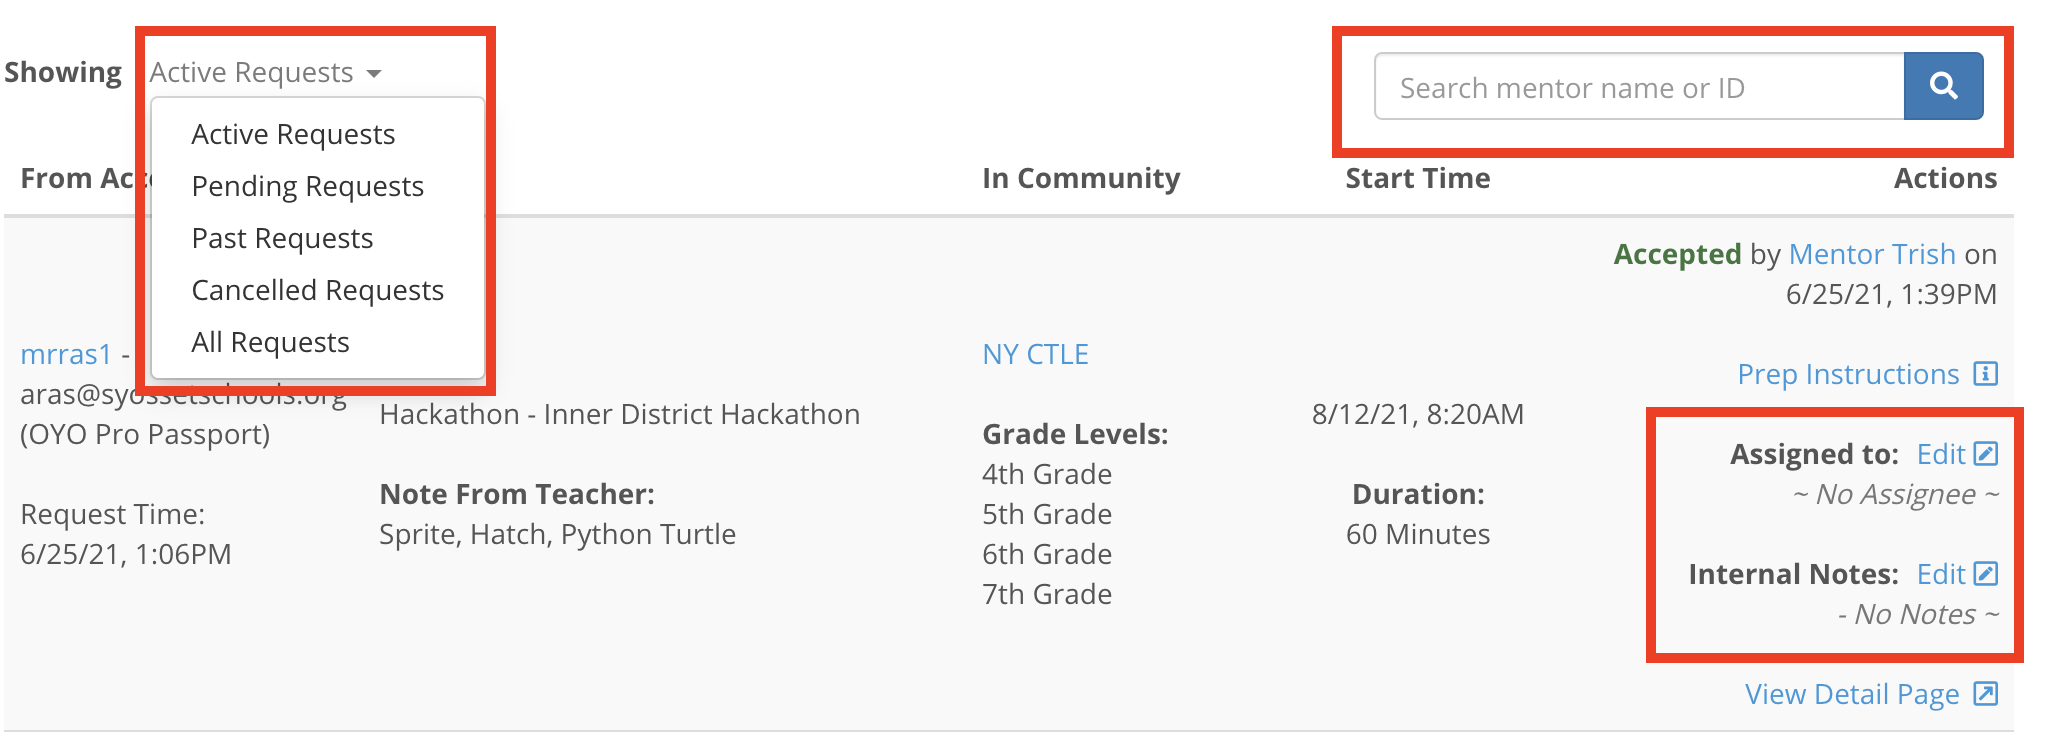 Showing Active Requests
Search mentor name or ID
Active Requests
Pending Requests
Past Requests
Cancelled Requests
All Requests
From In Community Start Time Actions
Accepted by Mentor Trish on
6/25/21, 1:39PM
mrras1 -
aras@syossetschools.org
(OYO Pro Passport)
Request Time:
6/25/21, 1:06PM
Hackathon - Inner District Hackathon
Note From Teacher:
Sprite, Hatch, Python Turtle
NY CTLE
Grade Levels:
4th Grade
5th Grade
6th Grade
7th Grade
8/12/21, 8:20AM
Duration:
60 Minutes
Prep Instructions
Assigned to: Edit
~ No Assignee ~
Internal Notes: Edit
- No Notes ~
View Detail Page